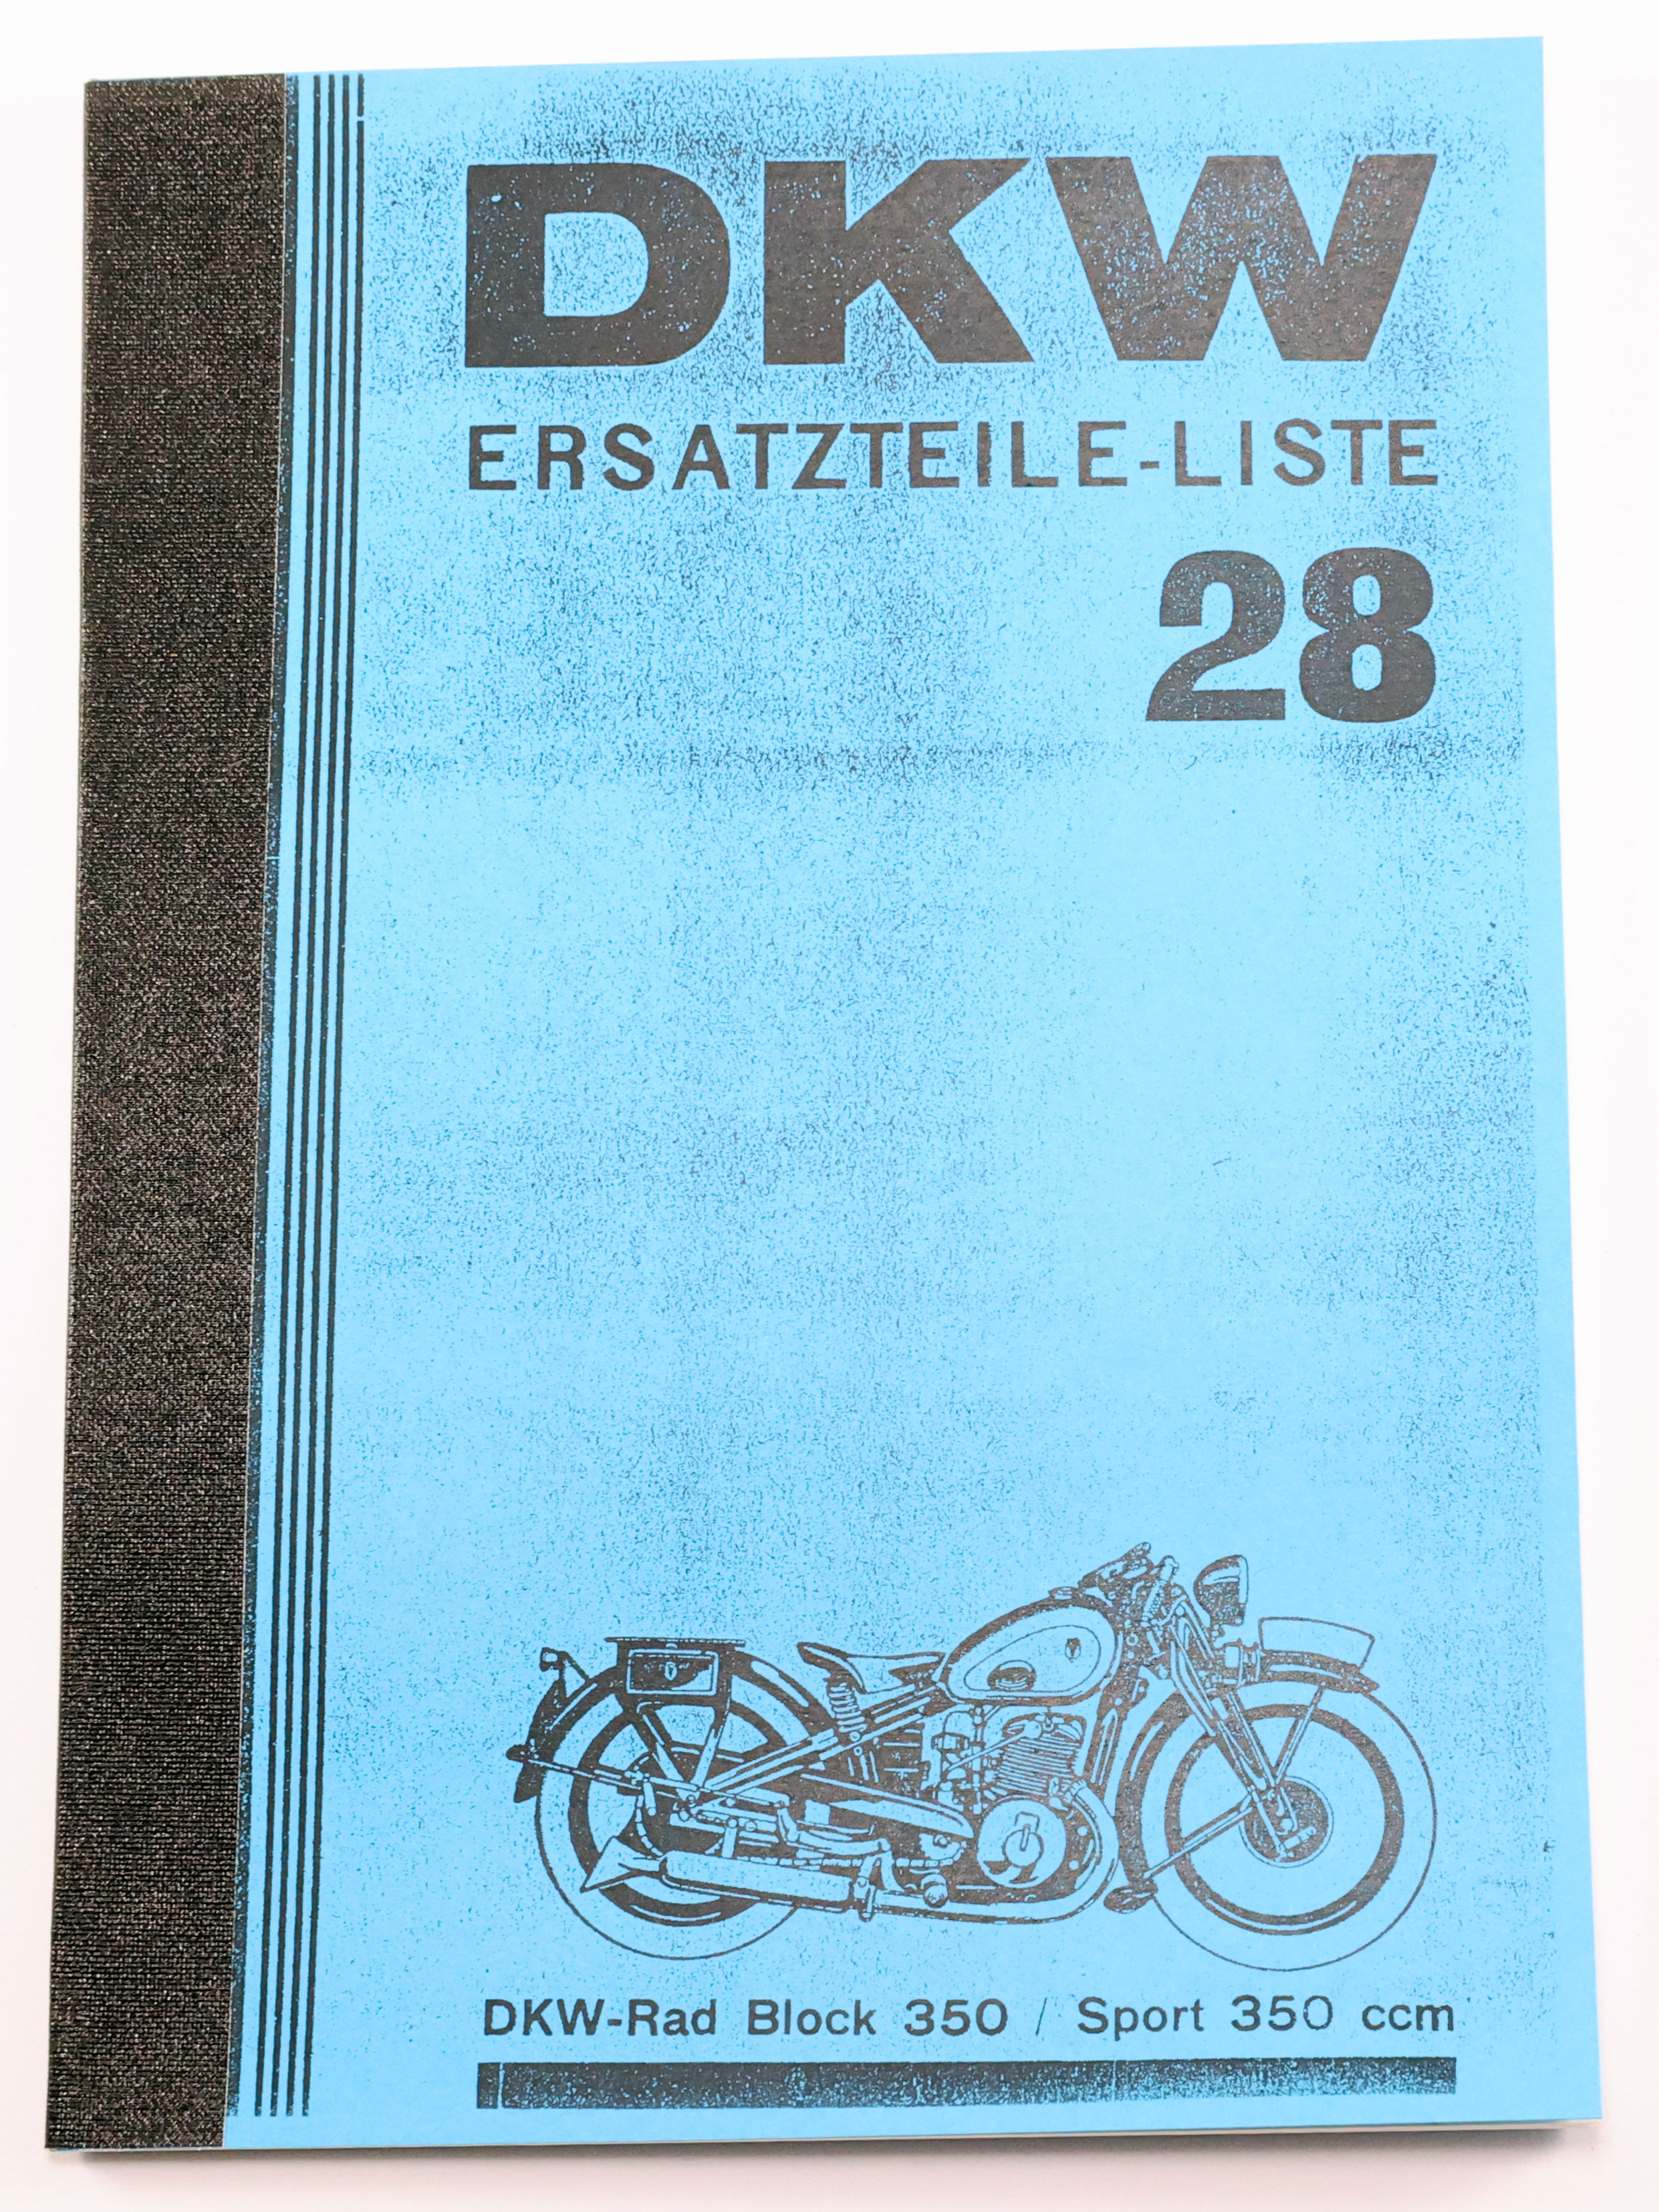 DKW
ERSATZTEILE-LISTE
28
DKW-Rad Block 350 / Sport 350 ccm